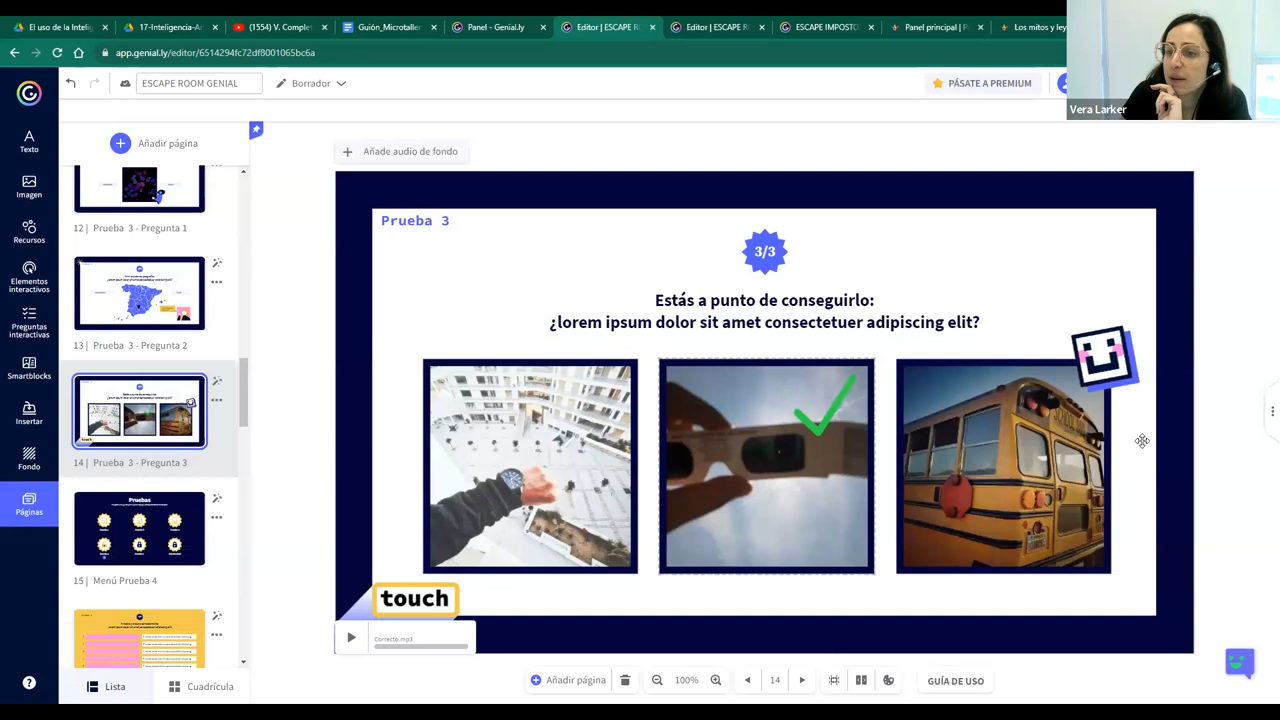 El uso de la Intelig
17-Inteligencia-Ar
(1554) V. Complet
Guión_Microtaller
Panel - Genial.ly
Editor | ESCAPE R
Editor | ESCAPE RO
ESCAPE IMPOSTO
Panel principal | Po
Los mitos y ley
app.genial.ly/editor/6514294fc72df8001065bc6a
ESCAPE ROOM GENIAL
Borrador
PÁSATE A PREMIUM
Vera Larker
Texto
Imagen
Recursos
Elementos
interactivos
Preguntas
interactivas
Smartblocks
Insertar
Fondo
Páginas
Añadir página
12 | Prueba 3 - Pregunta 1
13 | Prueba 3 - Pregunta 2
touch
14 | Prueba 3 - Pregunta 3
Pruebas
15 | Menú Prueba 4
Lista
Cuadrícula
Añade audio de fondo
Prueba 3
3/3
Estás a punto de conseguirlo:
¿lorem ipsum dolor sit amet consectetuer adipiscing elit?
touch
Correcto.mp3
Añadir página
100%
14
GUÍA DE USO